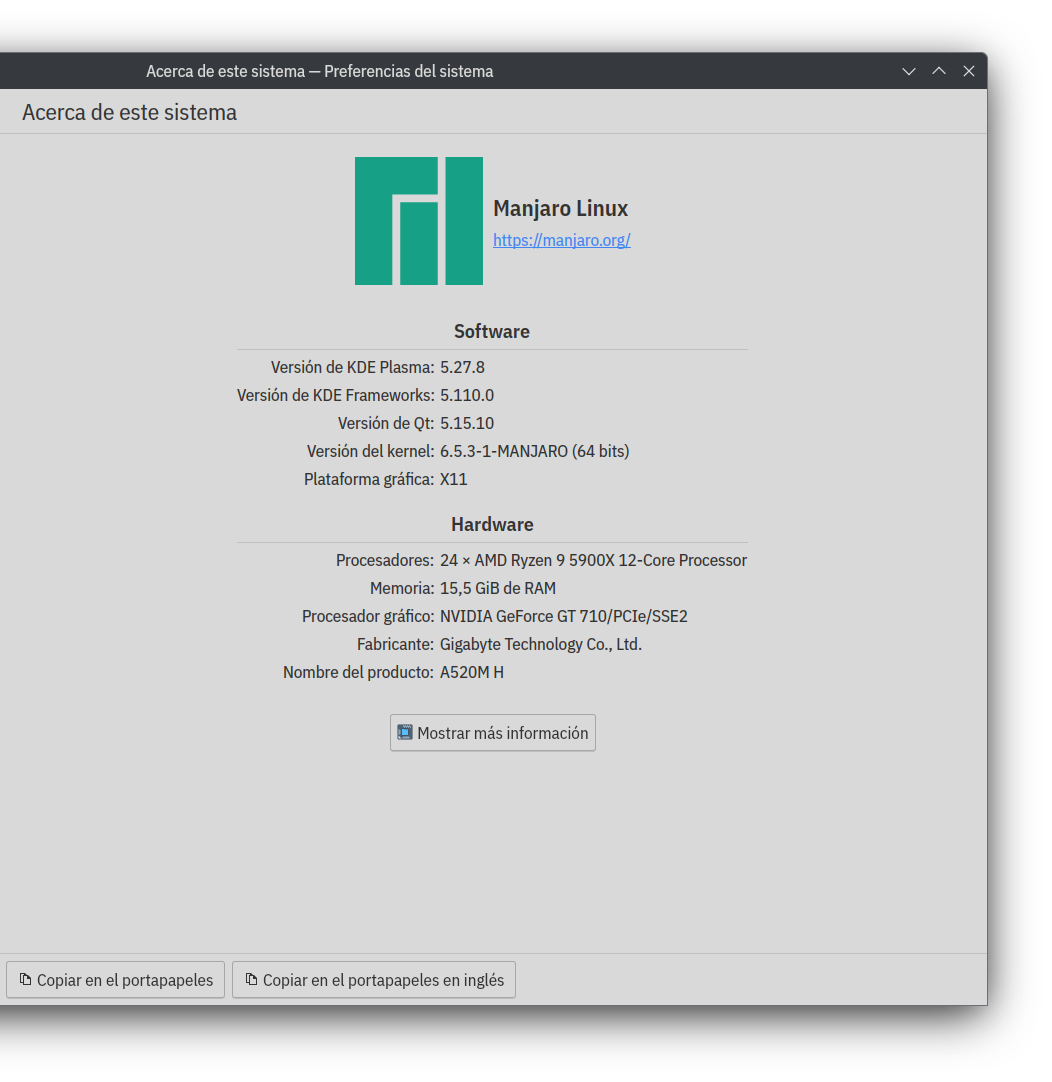 Acerca de este sistema — Preferencias del sistema
Acerca de este sistema
Manjaro Linux
https://manjaro.org/
Software
Versión de KDE Plasma: 5.27.8
Versión de KDE Frameworks: 5.110.0
Versión de Qt: 5.15.10
Versión del kernel: 6.5.3-1-MANJARO (64 bits)
Plataforma gráfica: X11
Hardware
Procesadores: 24 × AMD Ryzen 9 5900X 12-Core Processor
Memoria: 15,5 GiB de RAM
Procesador gráfico: NVIDIA GeForce GT 710/PCIe/SSE2
Fabricante: Gigabyte Technology Co., Ltd.
Nombre del producto: A520M H
Mostrar más información
Copiar en el portapapeles
Copiar en el portapapeles en inglés